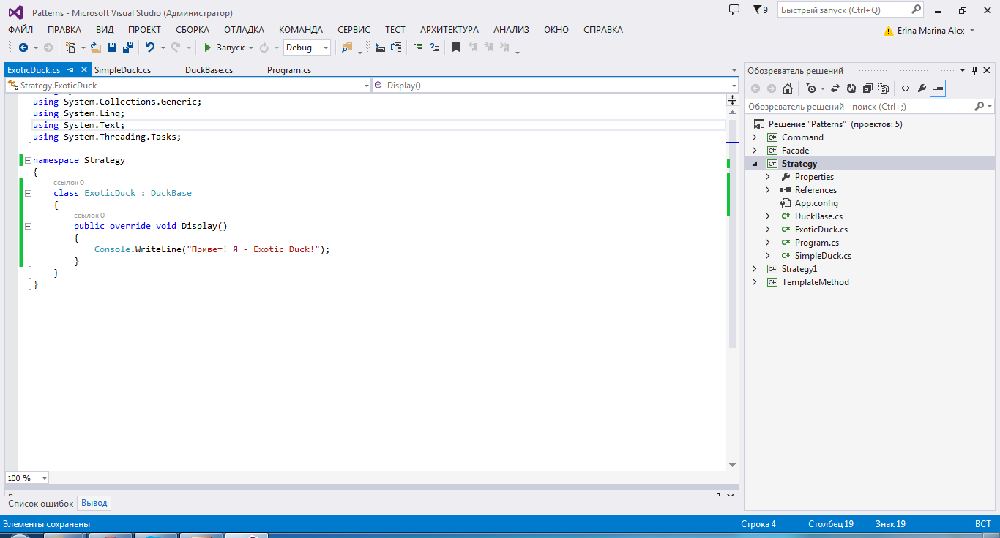 Patterns - Microsoft Visual Studio (Администратор)
9
Быстрый запуск (Ctrl+Q)
ФАЙЛ ПРАВКА ВИД ПРОЕКТ СБОРКА ОТЛАДКА КОМАНДА СЕРВИС ТЕСТ АРХИТЕКТУРА АНАЛИЗ ОКНО СПРАВКА
Erina Marina Alex
Запуск Debug
ExoticDuck.cs SimpleDuck.cs DuckBase.cs Program.cs
Strategy.ExoticDuck Display()
using System.Collections.Generic;
using System.Linq;
using System.Text;
using System.Threading.Tasks;
namespace Strategy
{
ссылок 0
class ExoticDuck : DuckBase
{
ссылок 0
public override void Display()
{
Console.WriteLine("Привет! Я - Exotic Duck!");
}
}
}
100 %
Список ошибок Вывод
Обозреватель решений
Обозреватель решений - поиск (Ctrl+;)
Решение "Patterns" (проектов: 5)
C# Command
C# Facade
C# Strategy
Properties
References
App.config
C# DuckBase.cs
C# ExoticDuck.cs
C# Program.cs
C# SimpleDuck.cs
C# Strategy1
C# TemplateMethod
Элементы сохранены Строка 4 Столбец 19 Знак 19 ВСТ